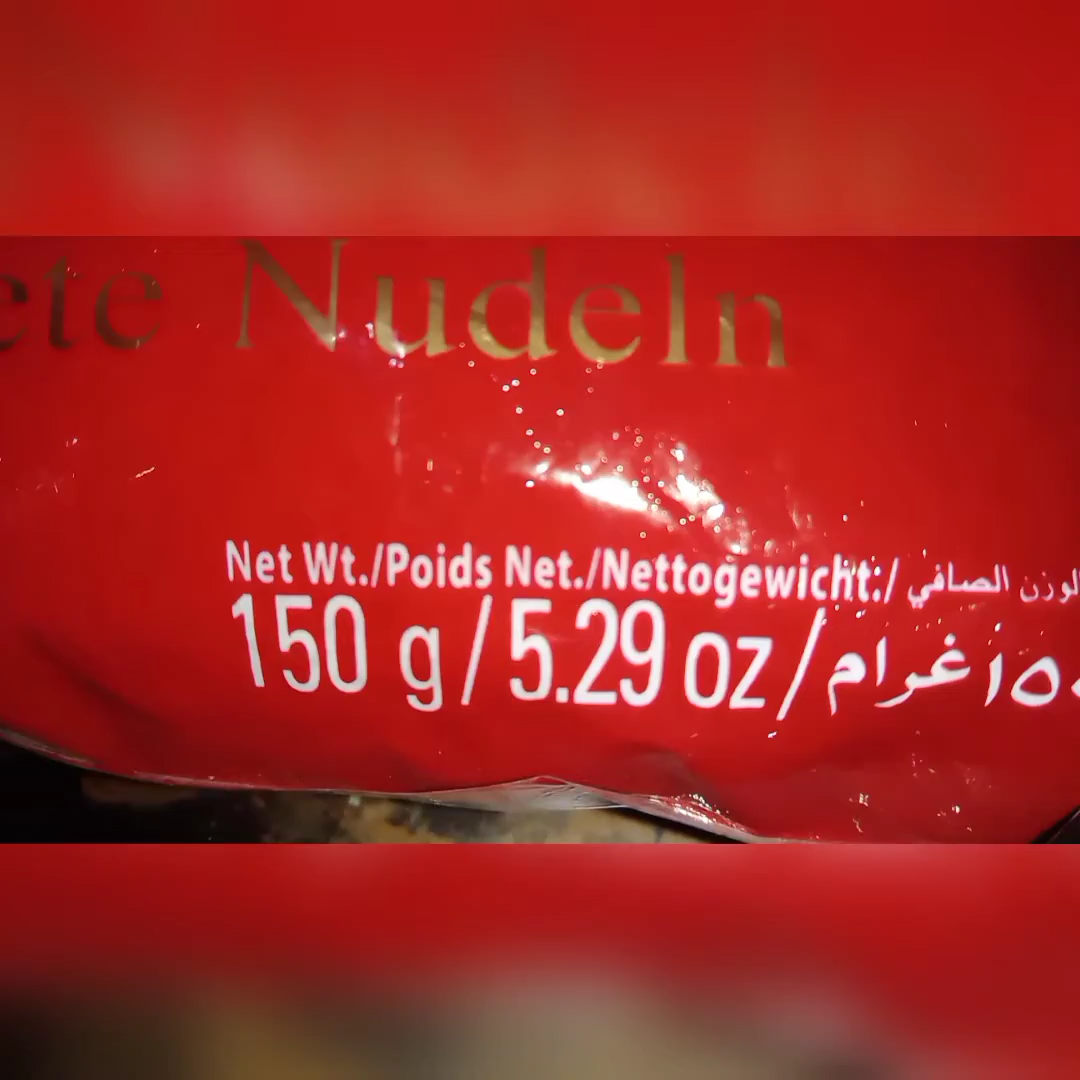 ete Nudeln
Net Wt./Poids Net./Nettogewicht:/ الوزن الصافي
150 g/5.29 oz/١٥٠غرام